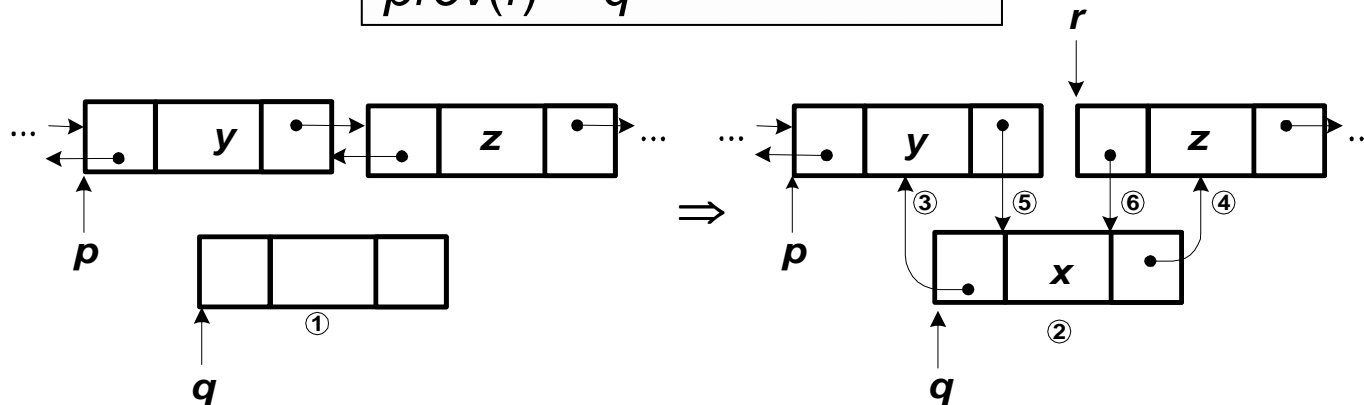 prev(r) q
r
... y z ... ... y z ..
③ ⑤ ⑥ ④
⇒
p p
x
① ②
q q